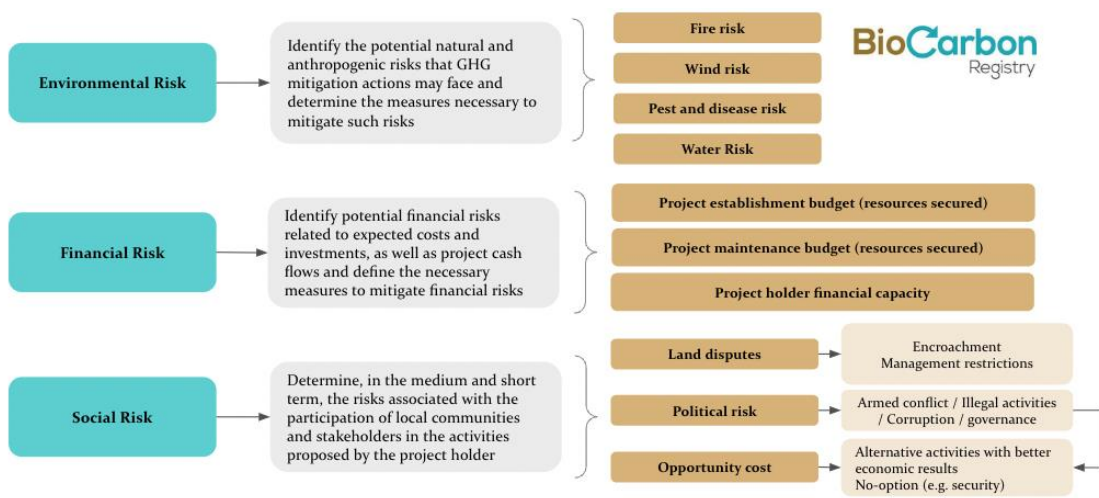 Environmental Risk
Identify the potential natural and
anthropogenic risks that GHG
mitigation actions may face and
determine the measures necessary to
mitigate such risks
Fire risk
Wind risk
Pest and disease risk
Water Risk
BioCarbon
Registry
Financial Risk
Identify potential financial risks
related to expected costs and
investments, as well as project cash
flows and define the necessary
measures to mitigate financial risks
Project establishment budget (resources secured)
Project maintenance budget (resources secured)
Project holder financial capacity
Social Risk
Determine, in the medium and short
term, the risks associated with the
participation of local communities
and stakeholders in the activities
proposed by the project holder
Land disputes
Encroachment
Management restrictions
Political risk
Armed conflict / Illegal activities
/ Corruption / governance
Opportunity cost
Alternative activities with better
economic results
No-option (e.g. security)